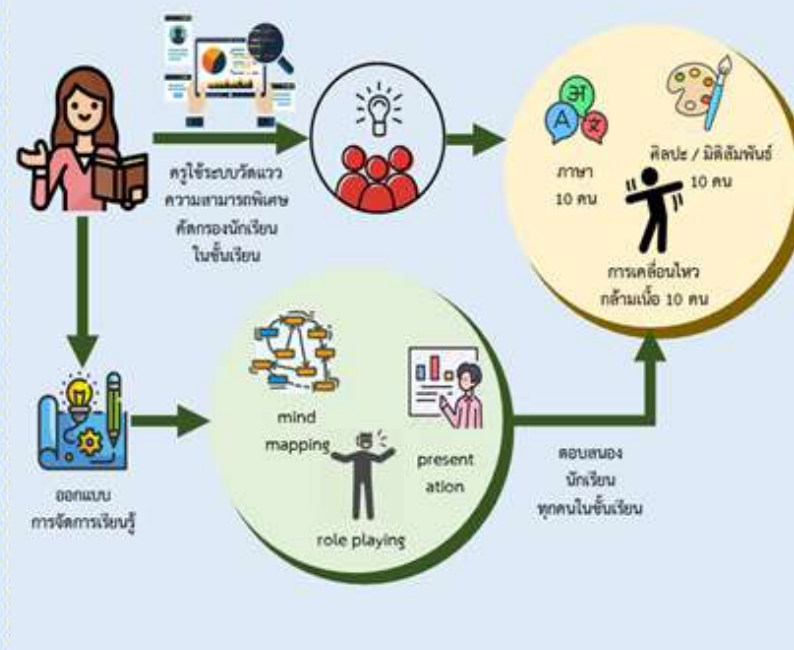 ครูใช้ระบบวัดแวว
ความสามารถพิเศษ
คัดกรองนักเรียน
ในชั้นเรียน
अ
A
ภาษา
10 คน
ศิลปะ / มิติสัมพันธ์
10 คน
การเคลื่อนไหว
กล้ามเนื้อ 10 คน
ออกแบบ
การจัดการเรียนรู้
mind
mapping
present
ation
role playing
ตอบสนอง
นักเรียน
ทุกคนในชั้นเรียน